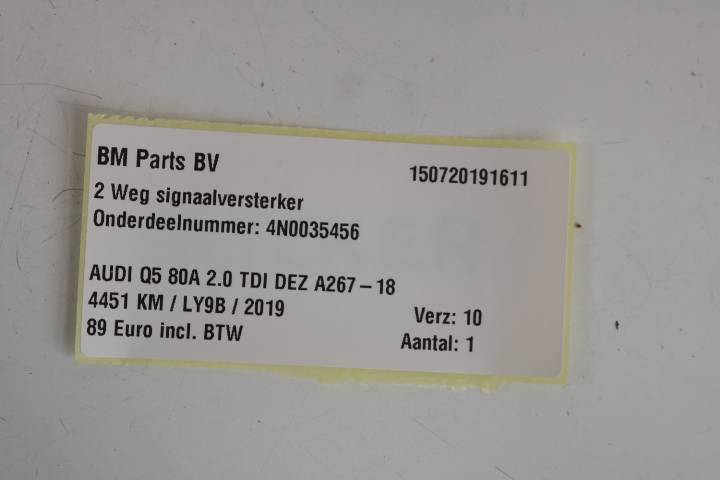 BM Parts BV 150720191611
2 Weg signaalversterker
Onderdeelnummer: 4N0035456
AUDI Q5 80A 2.0 TDI DEZ A267-18
4451 KM / LY9B / 2019 Verz: 10
89 Euro incl. BTW Aantal: 1